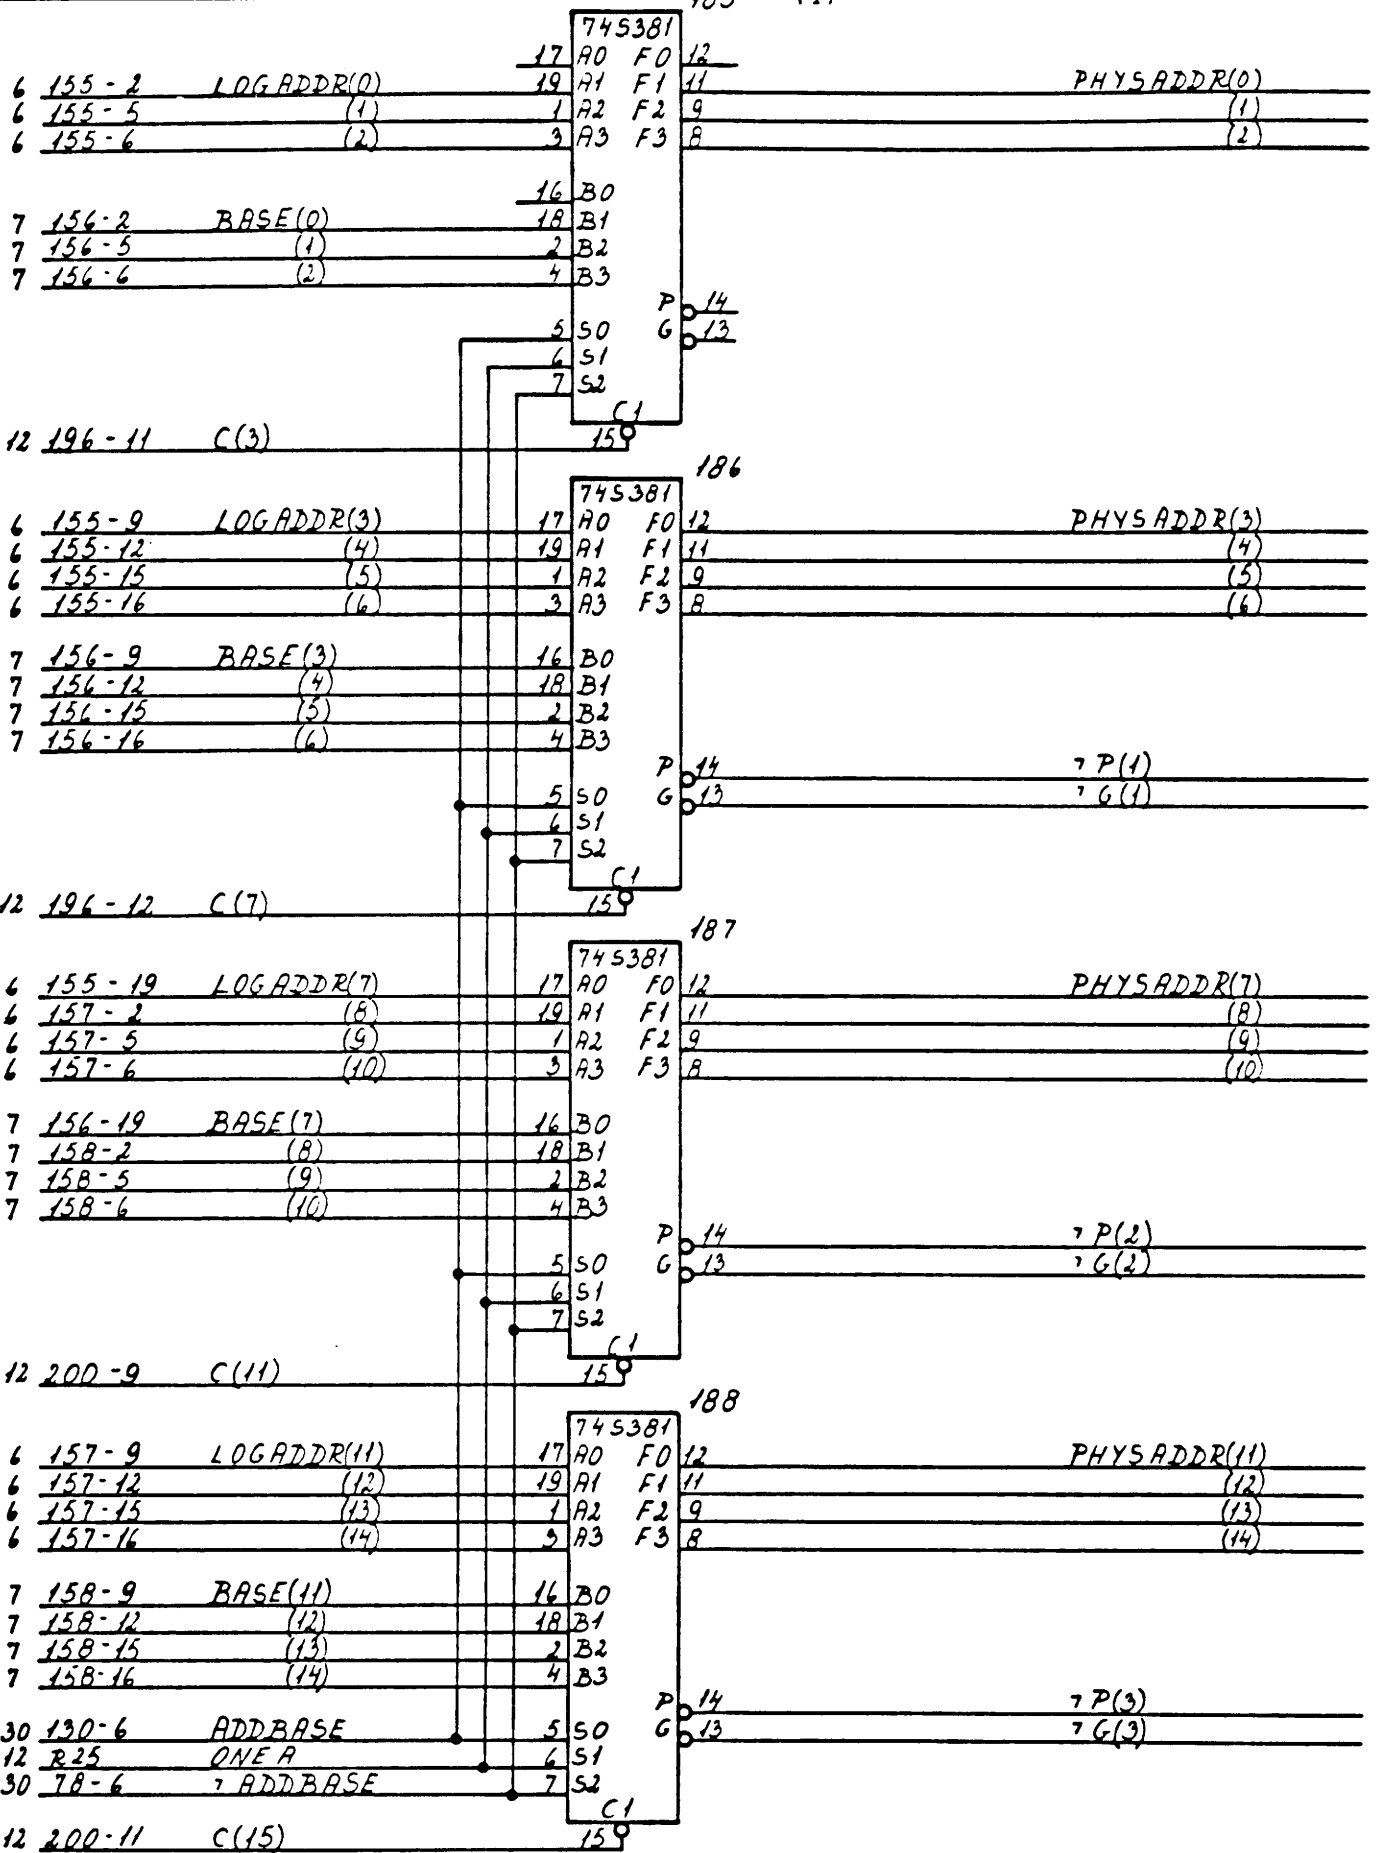 74S381
17 A0 F0 12
6 155-2 LOGADDR(0) 19 A1 F1 11 PHYSADDR(0)
6 155-5 (1) 1 A2 F2 9 (1)
6 155-6 (2) 3 A3 F3 8 (2)
16 B0
7 156-2 BASE(0) 18 B1
7 156-5 (1) 2 B2
7 156-6 (2) 4 B3
P 14
5 S0 G 13
6 S1
7 S2
C1
12 196-11 C(3) 15
186
74S381
6 155-9 LOGADDR(3) 17 A0 F0 12 PHYSADDR(3)
6 155-12 (4) 19 A1 F1 11 (4)
6 155-15 (5) 1 A2 F2 9 (5)
6 155-16 (6) 3 A3 F3 8 (6)
7 156-9 BASE(3) 16 B0
7 156-12 (4) 18 B1
7 156-15 (5) 2 B2
7 156-16 (6) 4 B3
P 14 ¬P(1)
5 S0 G 13 ¬G(1)
6 S1
7 S2
C1
12 196-12 C(7) 15
187
74S381
6 155-19 LOGADDR(7) 17 A0 F0 12 PHYSADDR(7)
6 157-2 (8) 19 A1 F1 11 (8)
6 157-5 (9) 1 A2 F2 9 (9)
6 157-6 (10) 3 A3 F3 8 (10)
7 156-19 BASE(7) 16 B0
7 158-2 (8) 18 B1
7 158-5 (9) 2 B2
7 158-6 (10) 4 B3
P 14 ¬P(2)
5 S0 G 13 ¬G(2)
6 S1
7 S2
C1
12 200-9 C(11) 15
188
74S381
6 157-9 LOGADDR(11) 17 A0 F0 12 PHYSADDR(11)
6 157-12 (12) 19 A1 F1 11 (12)
6 157-15 (13) 1 A2 F2 9 (13)
6 157-16 (14) 3 A3 F3 8 (14)
7 158-9 BASE(11) 16 B0
7 158-12 (12) 18 B1
7 158-15 (13) 2 B2
7 158-16 (14) 4 B3
P 14 ¬P(3)
30 130-6 ADDBASE 5 S0 G 13 ¬G(3)
12 R25 ONE A 6 S1
30 78-6 ¬ADDBASE 7 S2
C1
12 200-11 C(15) 15